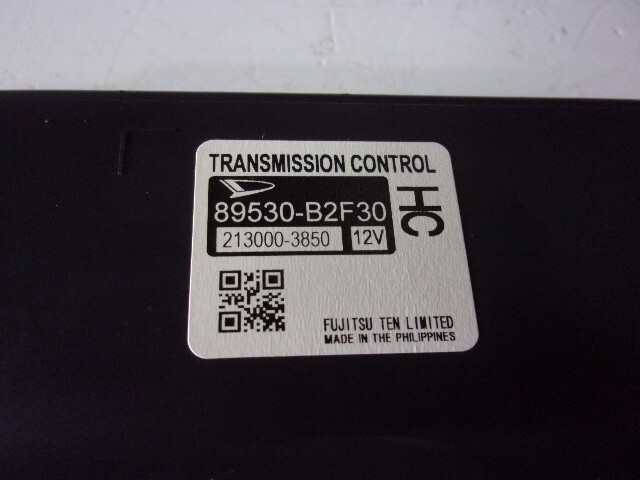 TRANSMISSION CONTROL
89530-B2F30
213000-3850 12V
HC
FUJITSU TEN LIMITED
MADE IN THE PHILIPPINES